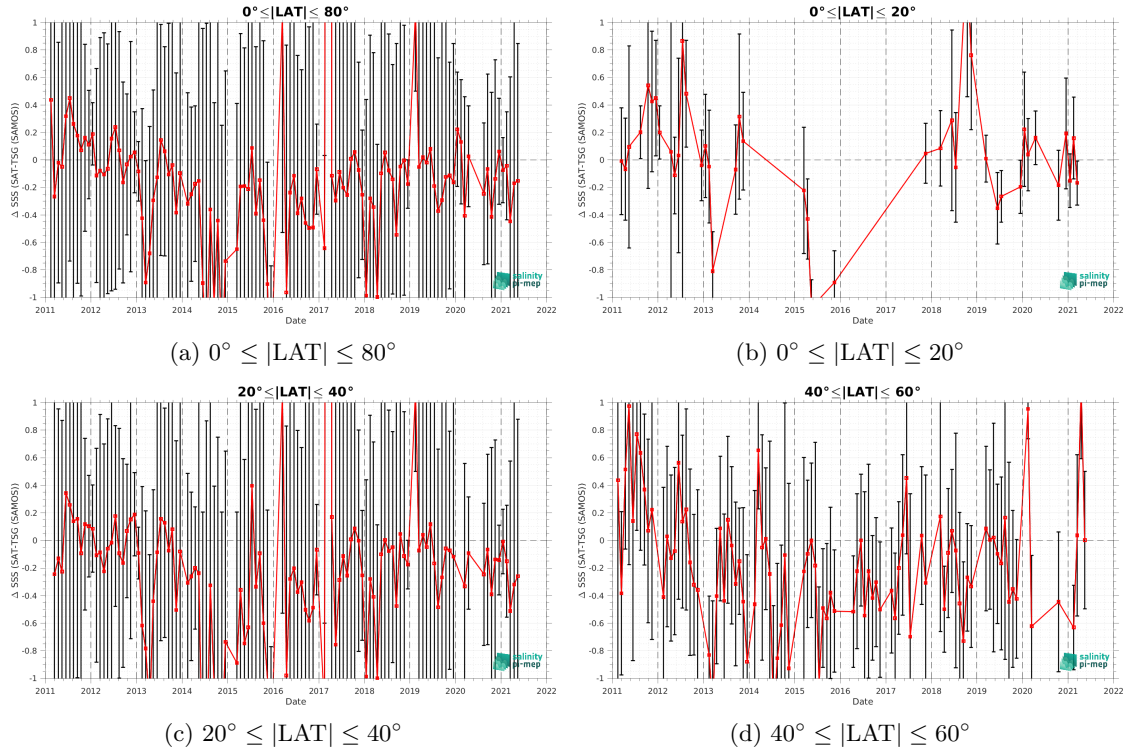 0°≤|LAT|≤ 80°
1
0.8
0.6
0.4
0.2
0
-0.2
-0.4
-0.6
-0.8
-1
Δ SSS (SAT-TSG (SAMOS))
2011 2012 2013 2014 2015 2016 2017 2018 2019 2020 2021 2022
Date
salinity
pi-mep
(a) 0° ≤ |LAT| ≤ 80°
0°≤|LAT|≤ 20°
1
0.8
0.6
0.4
0.2
0
-0.2
-0.4
-0.6
-0.8
-1
Δ SSS (SAT-TSG (SAMOS))
2011 2012 2013 2014 2015 2016 2017 2018 2019 2020 2021 2022
Date
salinity
pi-mep
(b) 0° ≤ |LAT| ≤ 20°
20°≤|LAT|≤ 40°
1
0.8
0.6
0.4
0.2
0
-0.2
-0.4
-0.6
-0.8
-1
Δ SSS (SAT-TSG (SAMOS))
2011 2012 2013 2014 2015 2016 2017 2018 2019 2020 2021 2022
Date
salinity
pi-mep
(c) 20° ≤ |LAT| ≤ 40°
40°≤|LAT|≤ 60°
1
0.8
0.6
0.4
0.2
0
-0.2
-0.4
-0.6
-0.8
-1
Δ SSS (SAT-TSG (SAMOS))
2011 2012 2013 2014 2015 2016 2017 2018 2019 2020 2021 2022
Date
salinity
pi-mep
(d) 40° ≤ |LAT| ≤ 60°